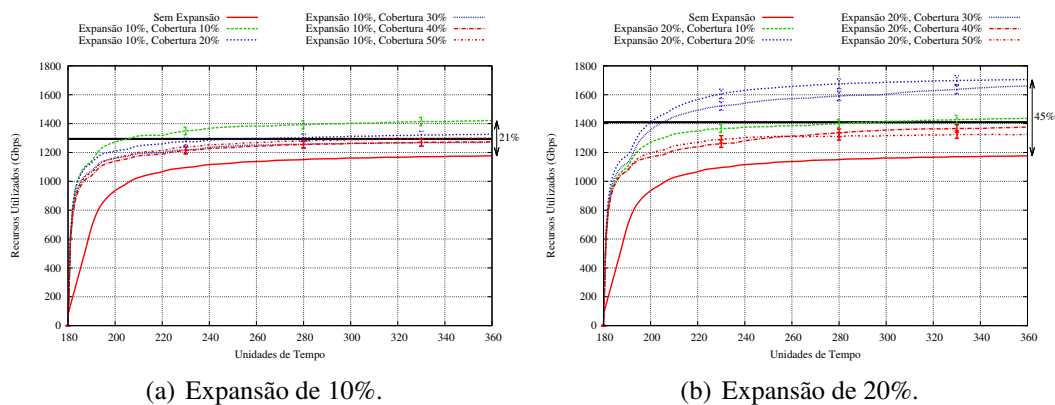 Sem Expansão
Expansão 10%, Cobertura 10%
Expansão 10%, Cobertura 20%
Expansão 10%, Cobertura 30%
Expansão 10%, Cobertura 40%
Expansão 10%, Cobertura 50%
Recursos Utilizados (Gbps)
1800
1600
1400
1200
1000
800
600
400
200
0
21%
180 200 220 240 260 280 300 320 340 360
Unidades de Tempo
(a) Expansão de 10%.
Sem Expansão
Expansão 20%, Cobertura 10%
Expansão 20%, Cobertura 20%
Expansão 20%, Cobertura 30%
Expansão 20%, Cobertura 40%
Expansão 20%, Cobertura 50%
Recursos Utilizados (Gbps)
1800
1600
1400
1200
1000
800
600
400
200
0
45%
180 200 220 240 260 280 300 320 340 360
Unidades de Tempo
(b) Expansão de 20%.